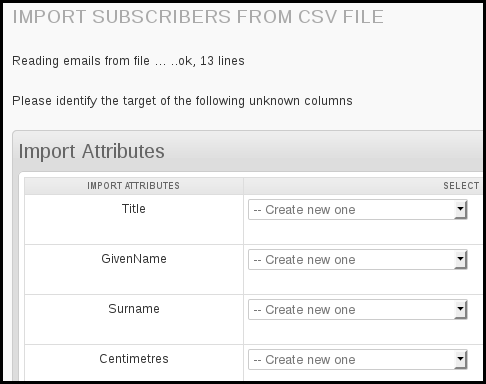 IMPORT SUBSCRIBERS FROM CSV FILE
Reading emails from file ... ..ok, 13 lines
Please identify the target of the following unknown columns
Import Attributes
IMPORT ATTRIBUTES SELECT
Title -- Create new one
GivenName -- Create new one
Surname -- Create new one
Centimetres -- Create new one